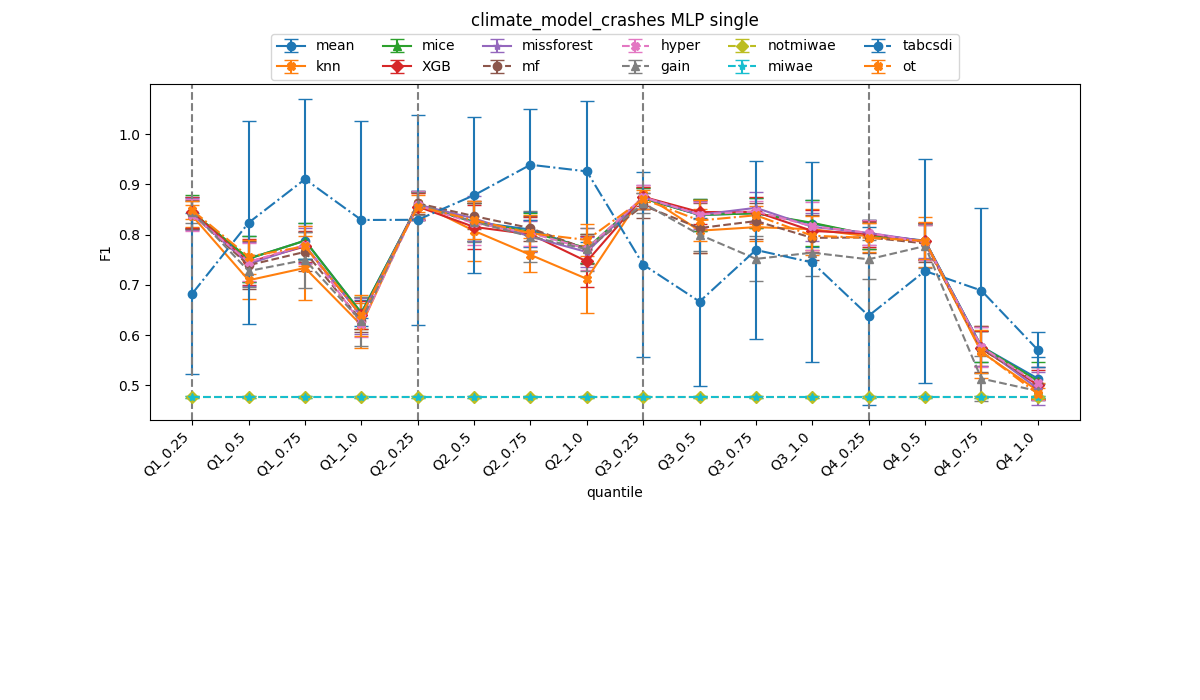 climate_model_crashes MLP single
mean mice missforest hyper notmiwae tabcsdi
knn XGB mf gain miwae ot
F1
1.0
0.9
0.8
0.7
0.6
0.5
Q1_0.25 Q1_0.5 Q1_0.75 Q1_1.0 Q2_0.25 Q2_0.5 Q2_0.75 Q2_1.0 Q3_0.25 Q3_0.5 Q3_0.75 Q3_1.0 Q4_0.25 Q4_0.5 Q4_0.75 Q4_1.0
quantile